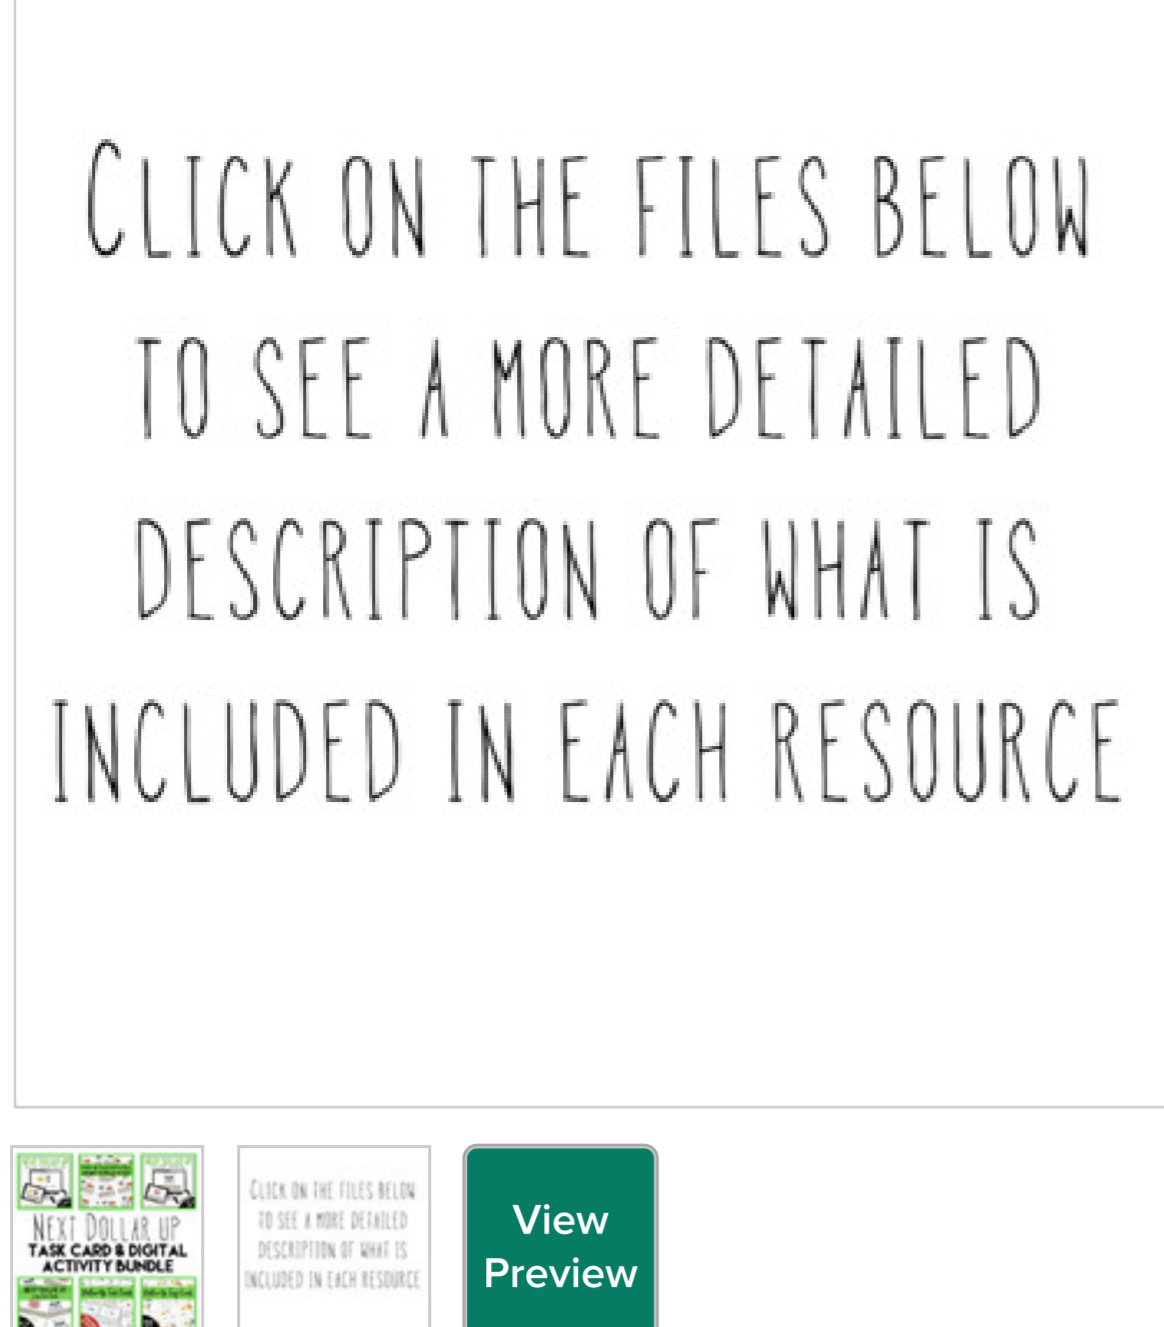 CLICK ON THE FILES BELOW
TO SEE A MORE DETAILED
DESCRIPTION OF WHAT IS
INCLUDED IN EACH RESOURCE
NEXT DOLLAR UP
TASK CARD & DIGITAL
ACTIVITY BUNDLE
CLICK ON THE FILES BELOW
TO SEE A MORE DETAILED
DESCRIPTION OF WHAT IS
INCLUDED IN EACH RESOURCE
View
Preview